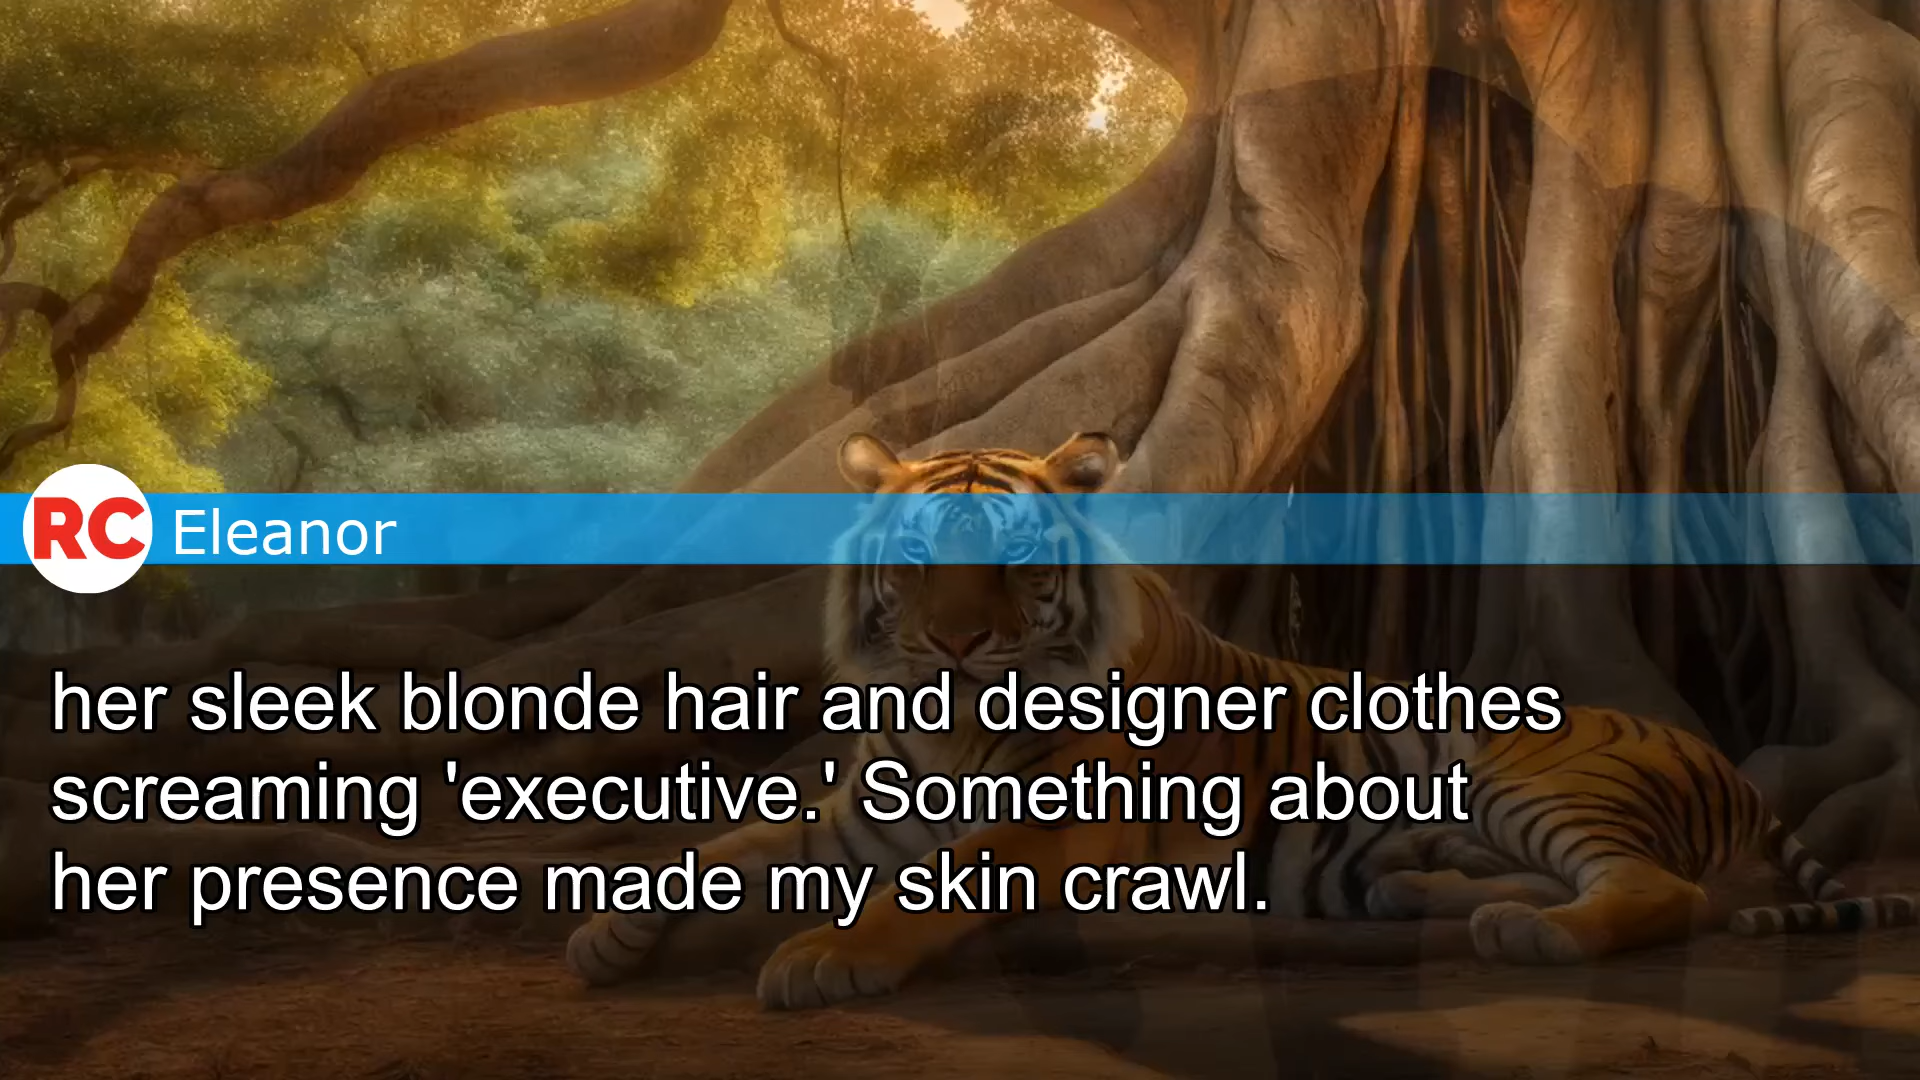 RC Eleanor
her sleek blonde hair and designer clothes
screaming 'executive.' Something about
her presence made my skin crawl.